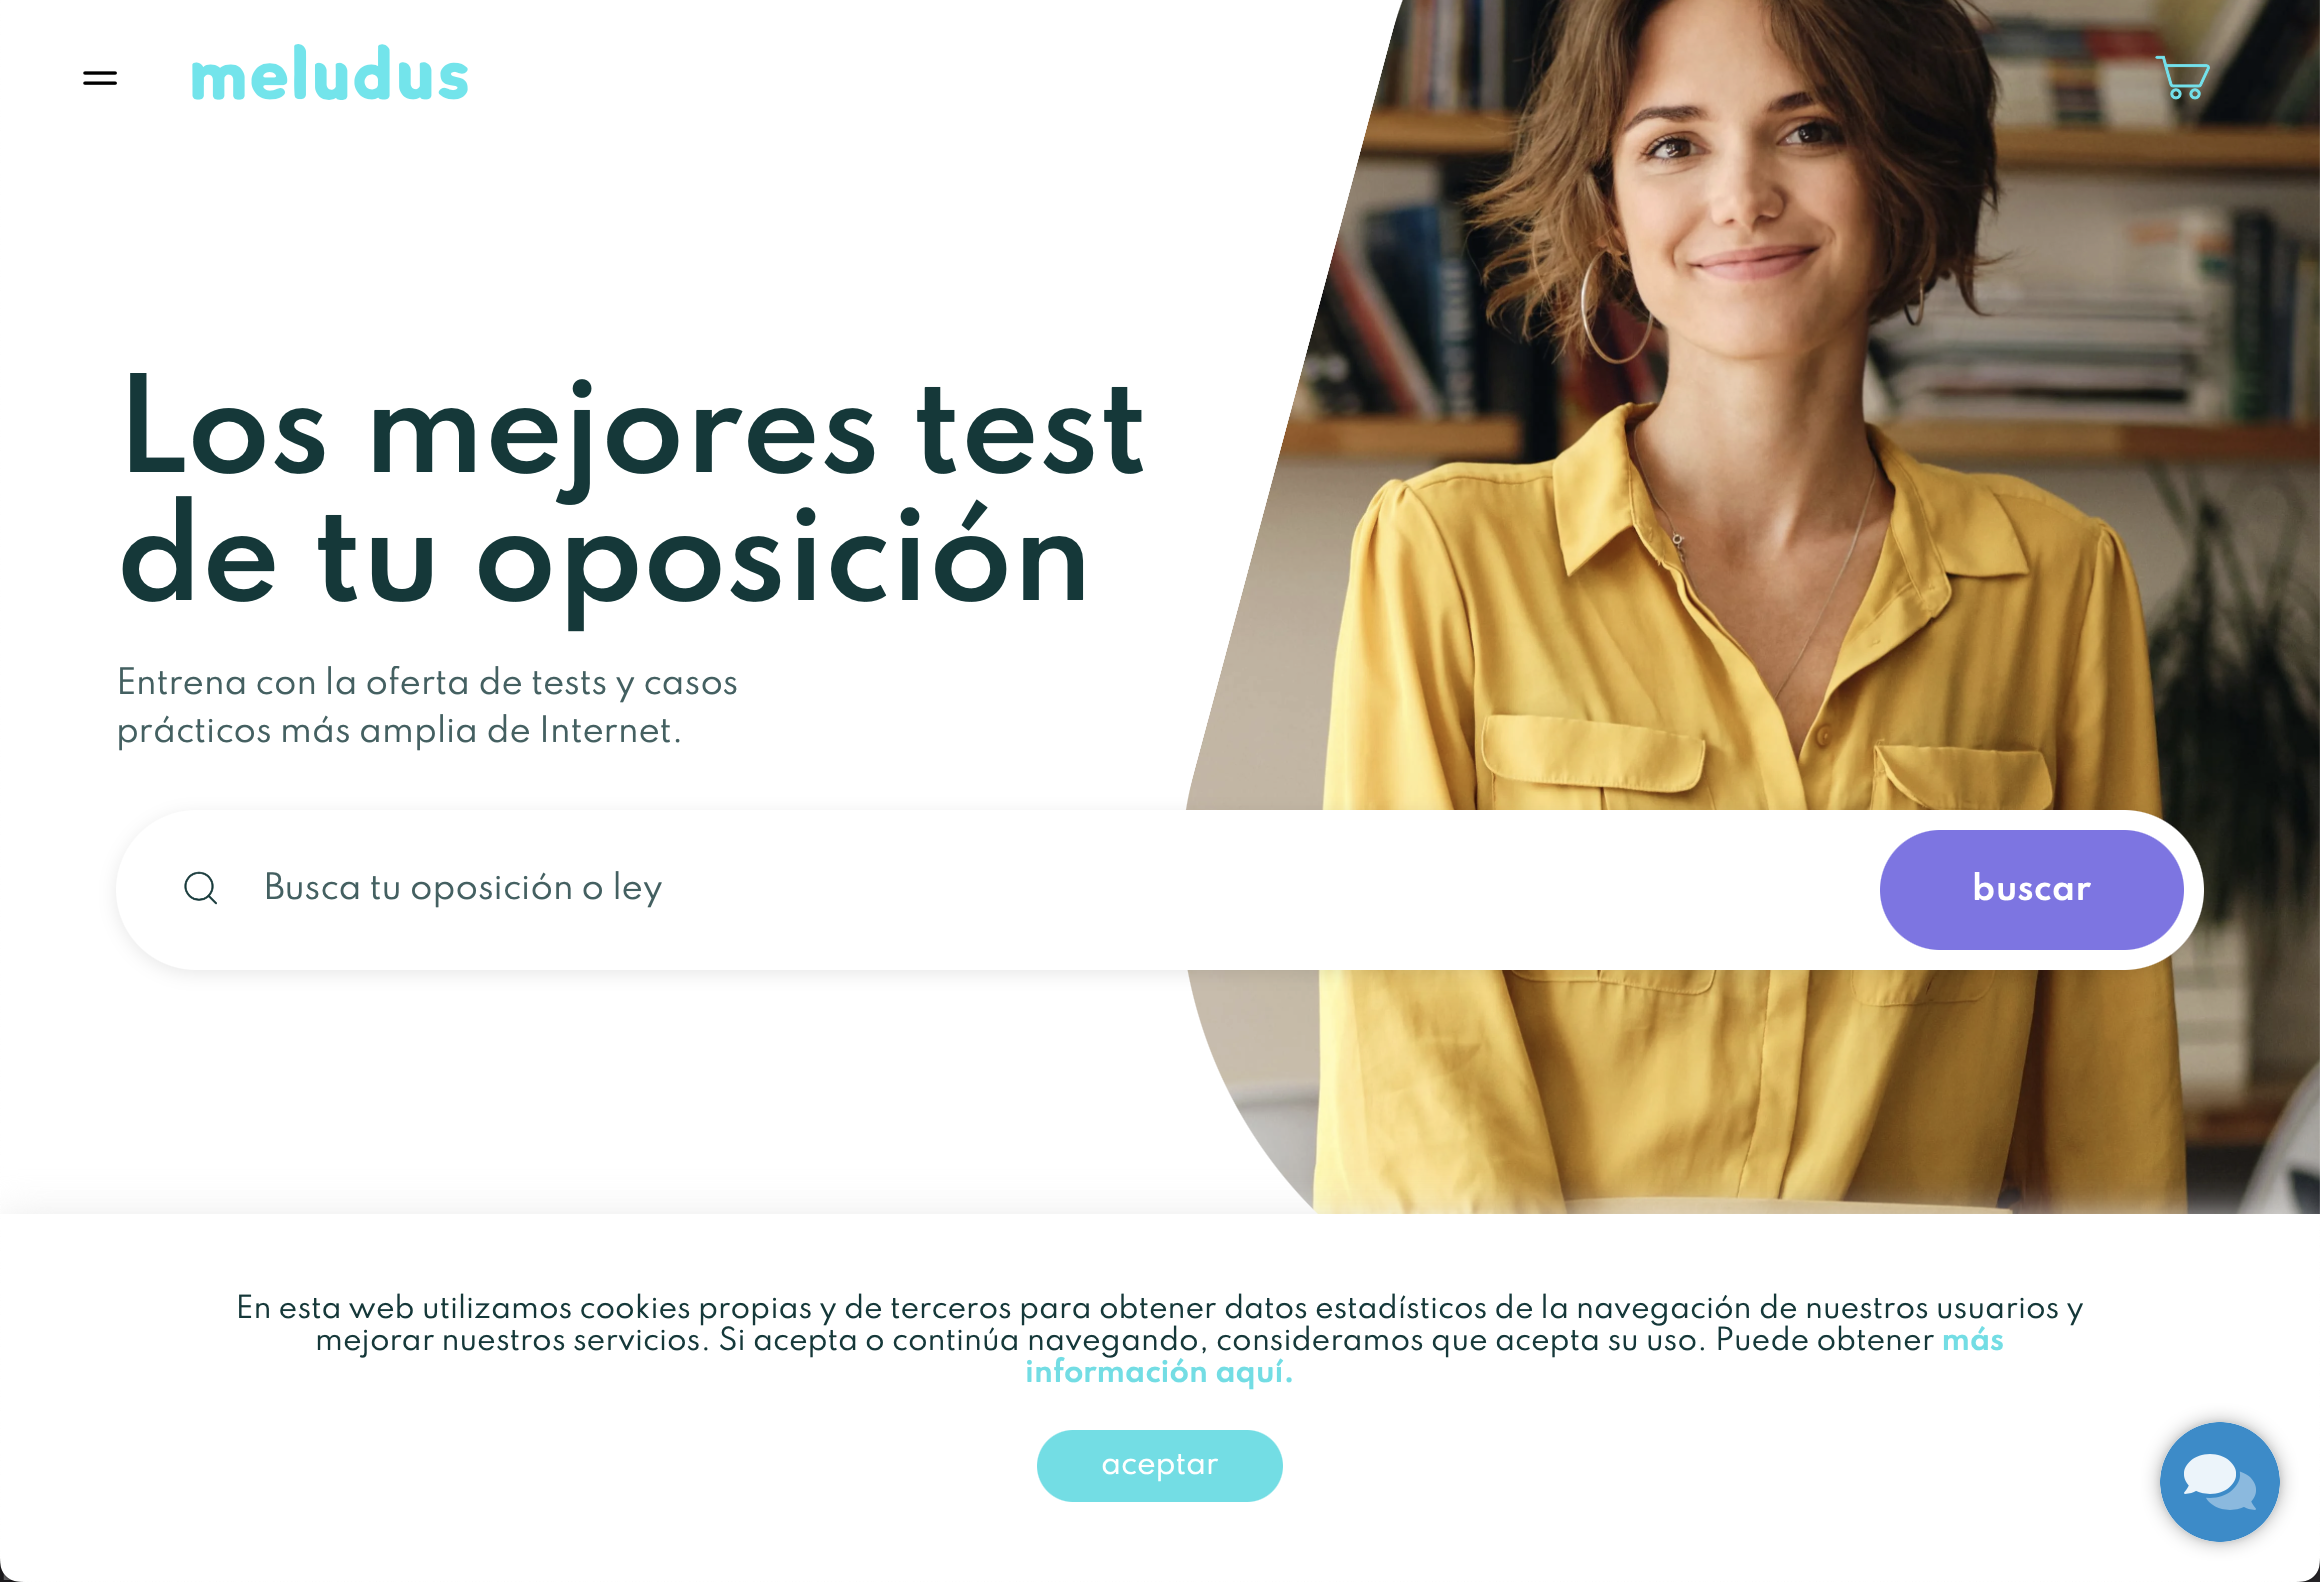 meludus
Los mejores test
de tu oposición
Entrena con la oferta de tests y casos
prácticos más amplia de Internet.
Busca tu oposición o ley
buscar
En esta web utilizamos cookies propias y de terceros para obtener datos estadísticos de la navegación de nuestros usuarios y
mejorar nuestros servicios. Si acepta o continúa navegando, consideramos que acepta su uso. Puede obtener más
información aquí.
aceptar